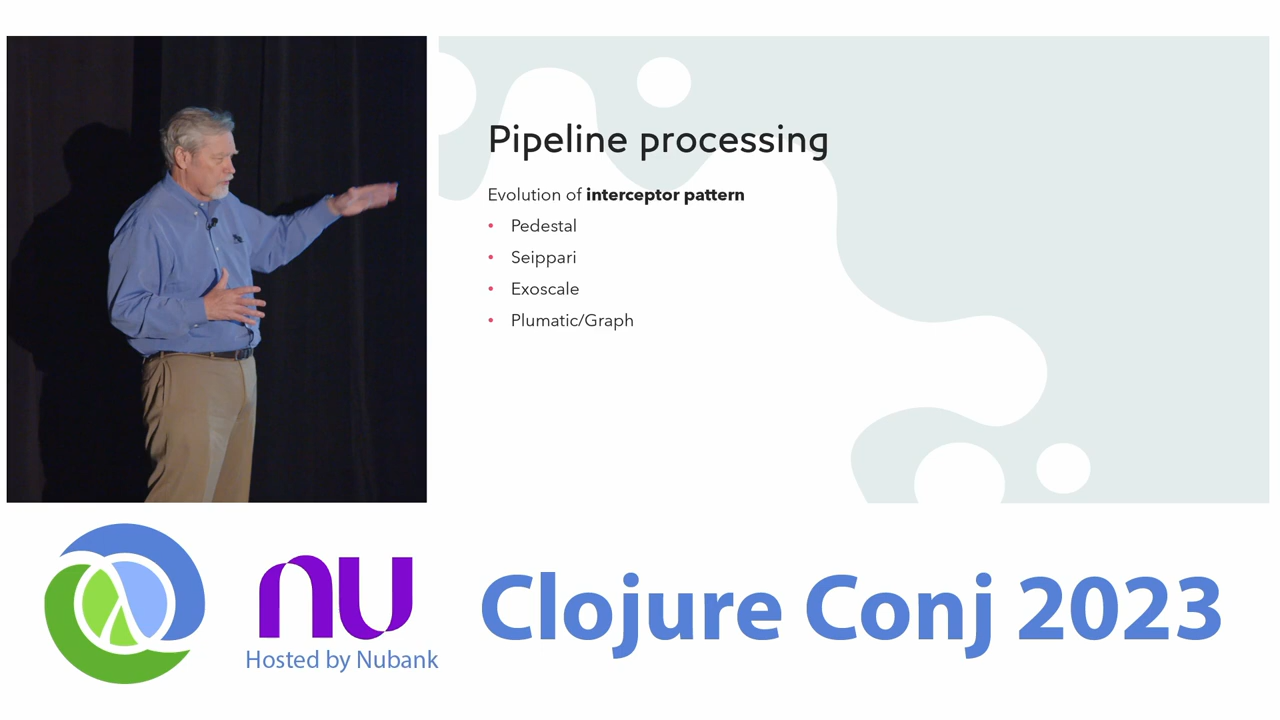 Pipeline processing
Evolution of interceptor pattern
• Pedestal
• Seippari
• Exoscale
• Plumatic/Graph
nu
Hosted by Nubank
Clojure Conj 2023